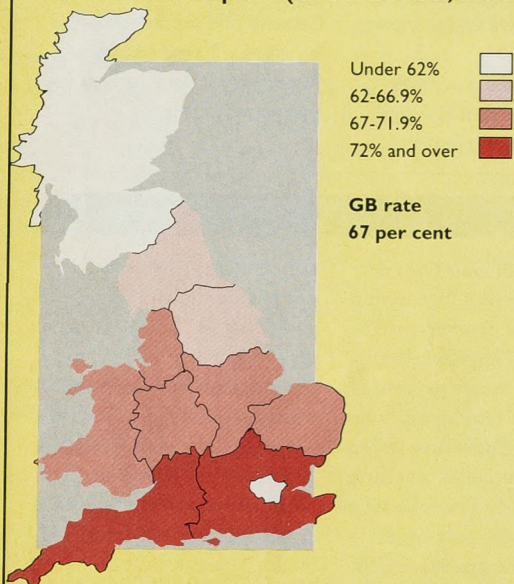 Under 62%
62-66.9%
67-71.9%
72% and over
GB rate
67 per cent